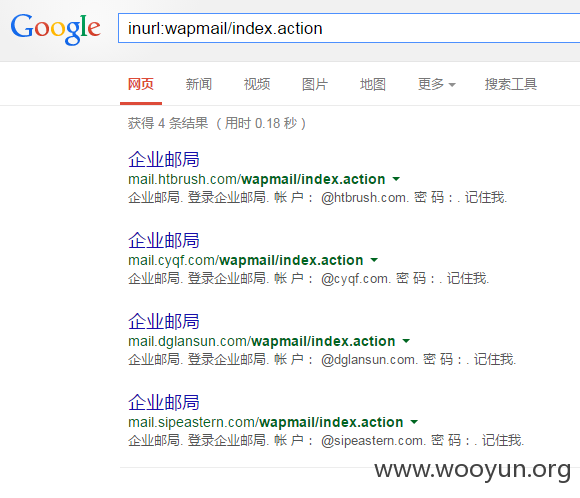 Google
inurl:wapmail/index.action
网页 新闻 视频 图片 地图 更多 搜索工具
获得 4 条结果 （用时 0.18 秒）
企业邮局
mail.htbrush.com/wapmail/index.action
企业邮局. 登录企业邮局. 帐 户： @htbrush.com. 密 码：. 记住我.
企业邮局
mail.cyqf.com/wapmail/index.action
企业邮局. 登录企业邮局. 帐 户： @cyqf.com. 密 码：. 记住我.
企业邮局
mail.dglansun.com/wapmail/index.action
企业邮局. 登录企业邮局. 帐 户： @dglansun.com. 密 码：. 记住我.
企业邮局
mail.sipeastern.com/wapmail/index.action
企业邮局. 登录企业邮局. 帐 户： @sipeastern.com. 密 码：. 记住我.
www.wooyun.org